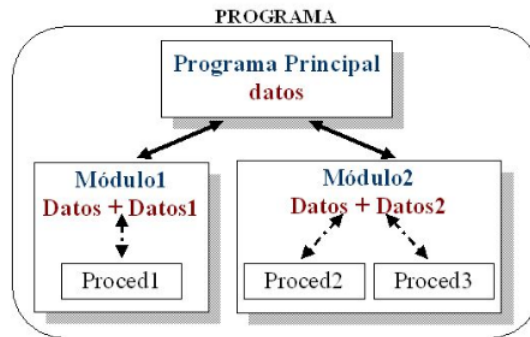 PROGRAMA
Programa Principal
datos
Módulo1
Datos + Datos1
Proced1
Módulo2
Datos + Datos2
Proced2
Proced3